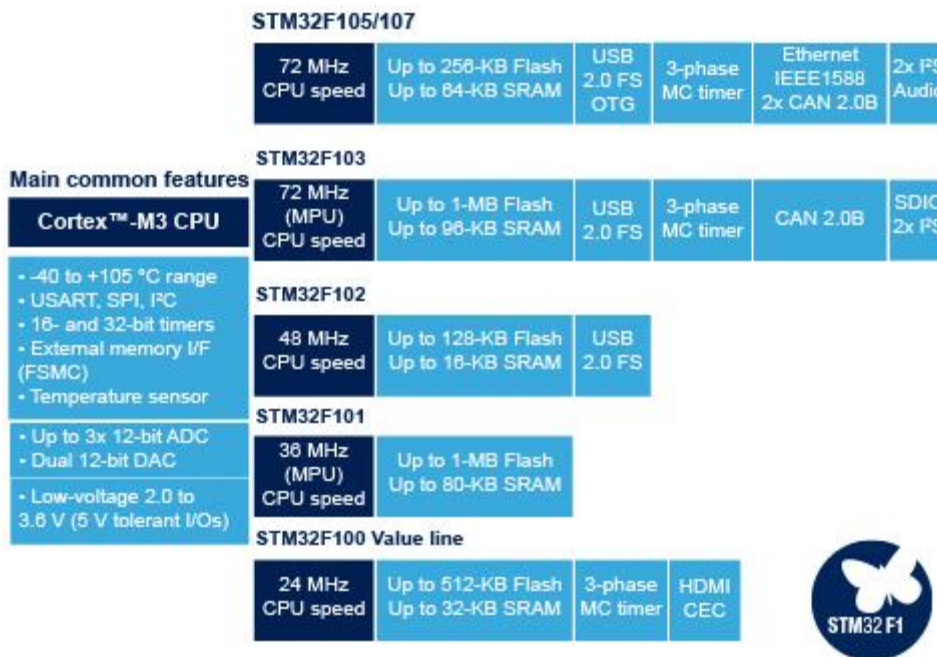 STM32F105/107
72 MHz
CPU speed
Up to 256-KB Flash
Up to 64-KB SRAM
USB
2.0 FS
OTG
3-phase
MC timer
Ethernet
IEEE1588
2x CAN 2.0B
2x I²S
Audio
Main common features
Cortex™-M3 CPU
• -40 to +105 °C range
• USART, SPI, I²C
• 16- and 32-bit timers
• External memory I/F
(FSMC)
• Temperature sensor
• Up to 3x 12-bit ADC
• Dual 12-bit DAC
• Low-voltage 2.0 to
3.6 V (5 V tolerant I/Os)
STM32F103
72 MHz
(MPU)
CPU speed
Up to 1-MB Flash
Up to 96-KB SRAM
USB
2.0 FS
3-phase
MC timer
CAN 2.0B
SDIO
2x I²S
STM32F102
48 MHz
CPU speed
Up to 128-KB Flash
Up to 16-KB SRAM
USB
2.0 FS
STM32F101
36 MHz
(MPU)
CPU speed
Up to 1-MB Flash
Up to 80-KB SRAM
STM32F100 Value line
24 MHz
CPU speed
Up to 512-KB Flash
Up to 32-KB SRAM
3-phase
MC timer
HDMI
CEC
STM32 F1